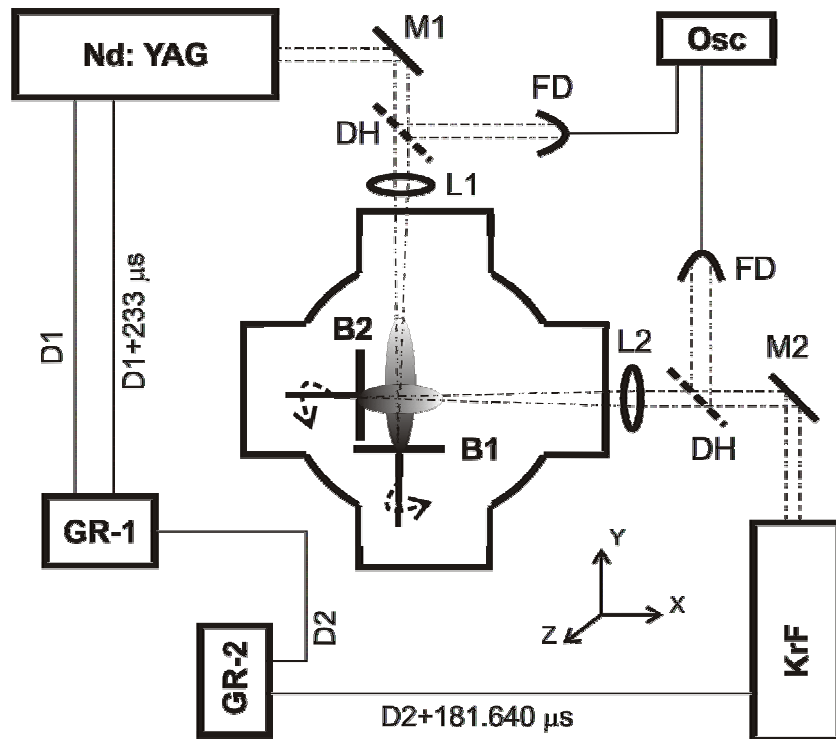 M1
Nd: YAG
Osc
FD
DH
L1
FD
D1
D1+233 µs
B2
L2
M2
B1
DH
GR-1
Y
X
Z
D2
GR-2
KrF
D2+181.640 µs